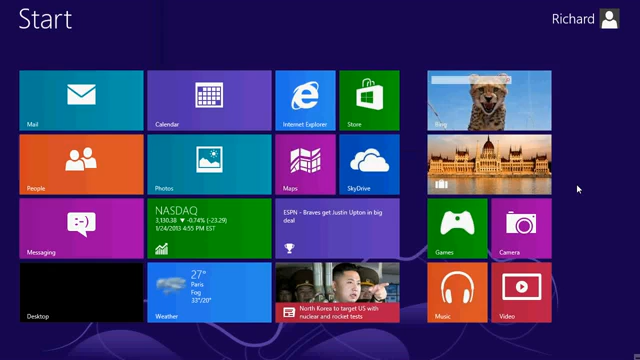 Start
Richard
Mail
Calendar
Internet Explorer
Store
Bing
People
Photos
Maps
SkyDrive
Messaging
NASDAQ
3,130.38 ▼ -0.74% (-23.29)
1/24/2013 4:55 PM EST
ESPN - Braves get Justin Upton in big
deal
Games
Camera
Desktop
27°
Paris
Fog
33°/20°
Weather
North Korea to target US with
nuclear and rocket tests
Music
Video